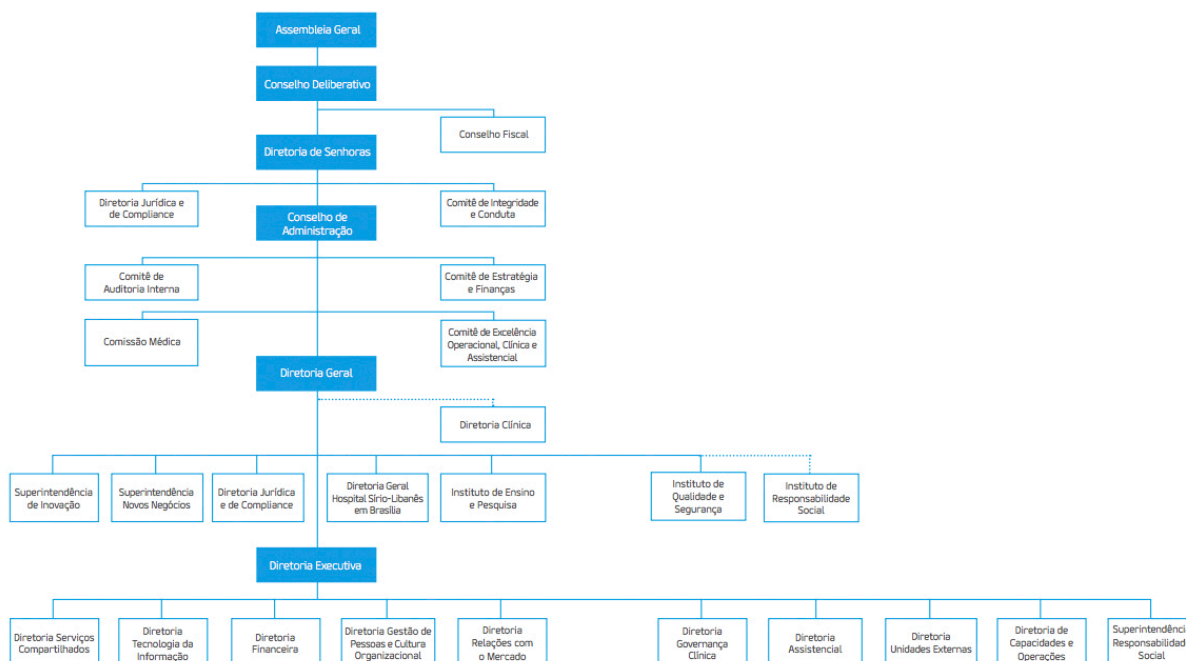 Assembleia Geral
Conselho Deliberativo
Conselho Fiscal
Diretoria de Senhoras
Diretoria Jurídica e
de Compliance
Comitê de Integridade
e Conduta
Conselho de
Administração
Comitê de
Auditoria Interna
Comitê de Estratégia
e Finanças
Comissão Médica
Comitê de Excelência
Operacional, Clínica e
Assistencial
Diretoria Geral
Diretoria Clínica
Superintendência
de Inovação
Superintendência
Novos Negócios
Diretoria Jurídica
e de Compliance
Diretoria Geral
Hospital Sírio-Libanês
em Brasília
Instituto de Ensino
e Pesquisa
Instituto de
Qualidade e
Segurança
Instituto de
Responsabilidade
Social
Diretoria Executiva
Diretoria Serviços
Compartilhados
Diretoria
Tecnologia da
Informação
Diretoria
Financeira
Diretoria Gestão de
Pessoas e Cultura
Organizacional
Diretoria
Relações com
o Mercado
Diretoria
Governança
Clínica
Diretoria
Assistencial
Diretoria
Unidades Externas
Diretoria de
Capacidades e
Operações
Superintendência
Responsabilidade
Social